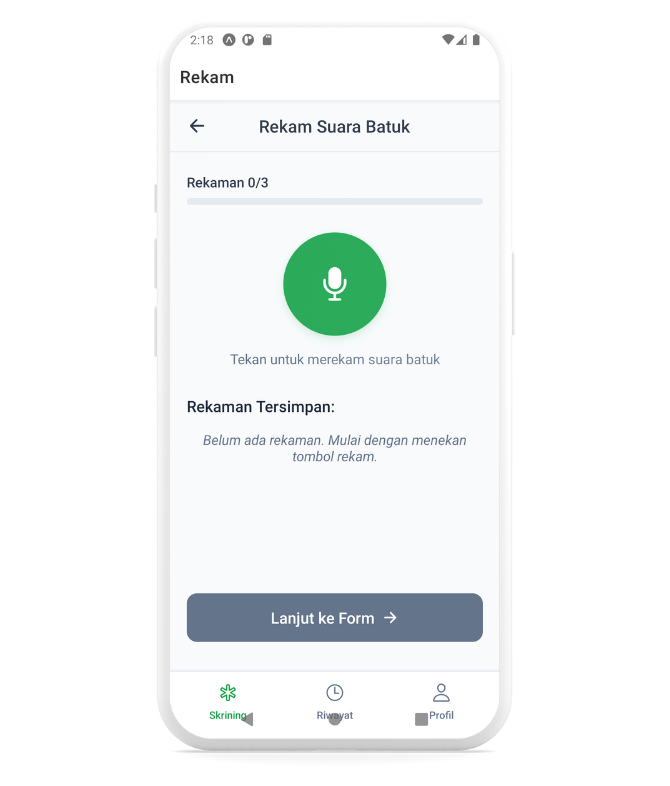 2:18
Rekam
Rekam Suara Batuk
Rekaman 0/3
Tekan untuk merekam suara batuk
Rekaman Tersimpan:
Belum ada rekaman. Mulai dengan menekan
tombol rekam.
Lanjut ke Form
Skrining
Riwayat
Profil